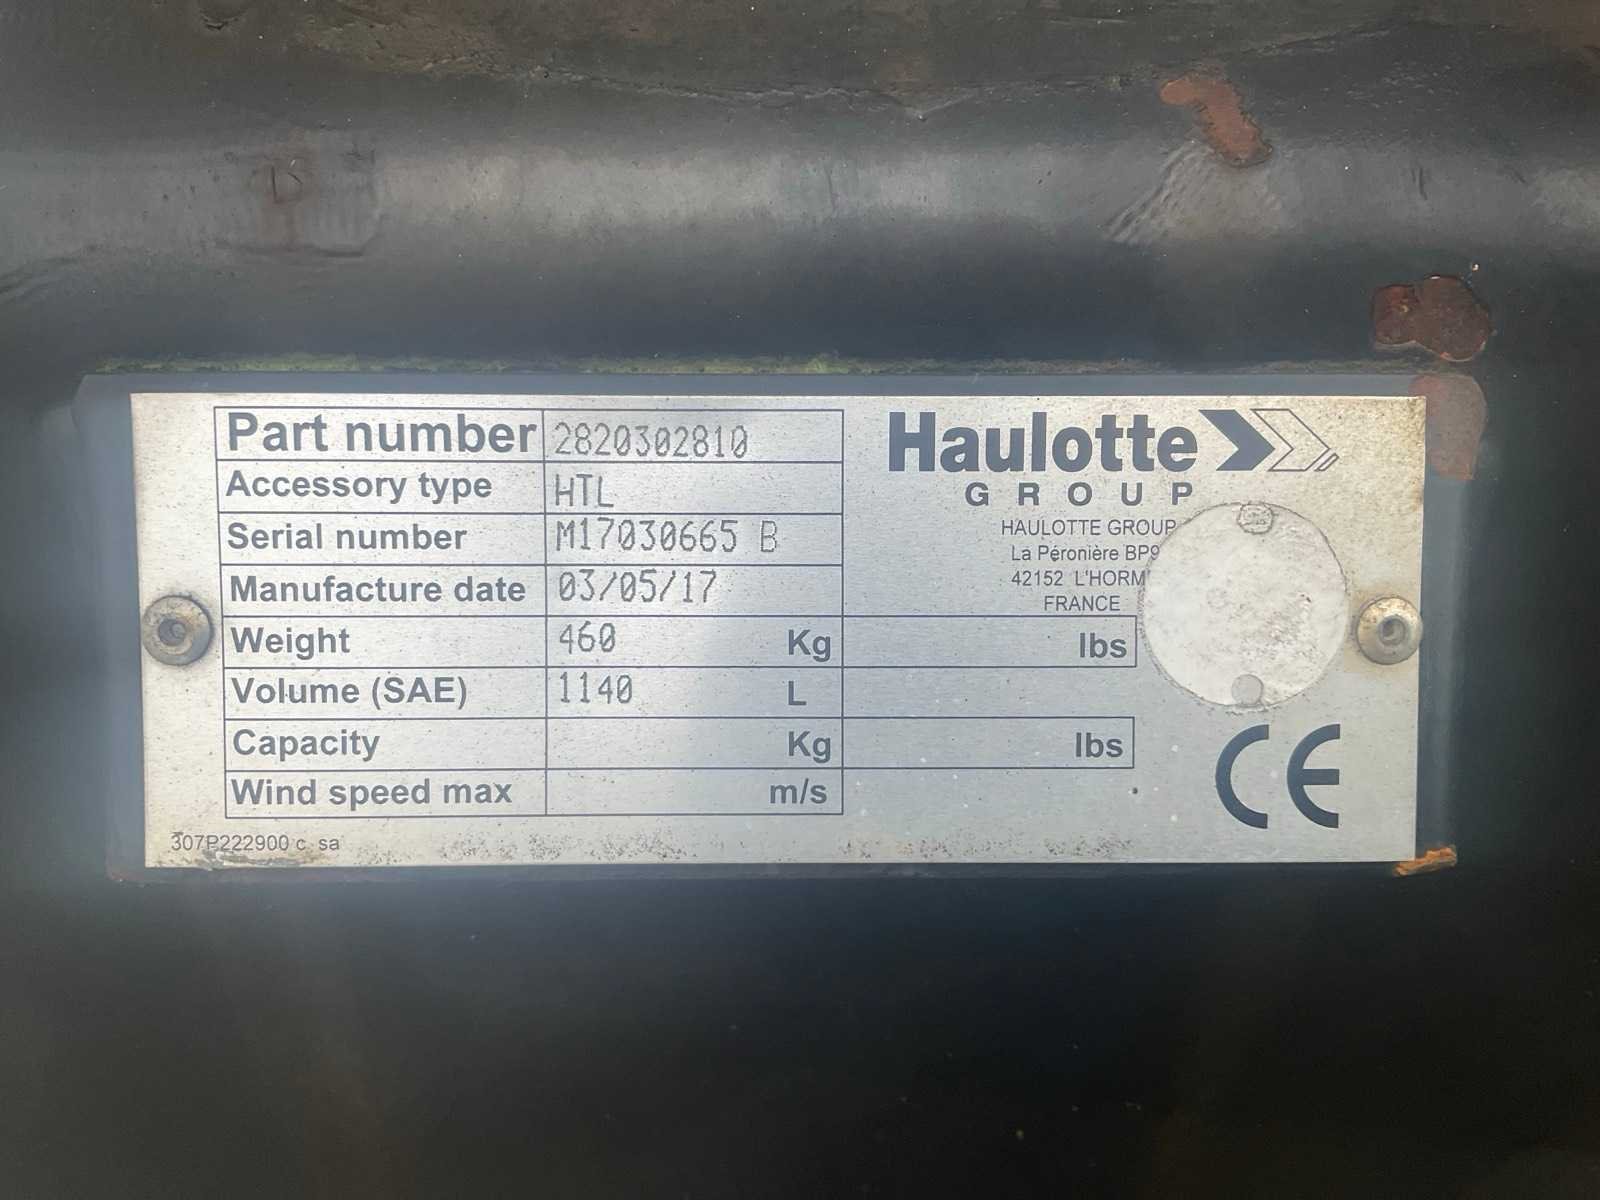 Part number 2820302810
Accessory type HTL
Serial number M17030665 B
Manufacture date 03/05/17
Weight 460 Kg lbs
Volume (SAE) 1140 L
Capacity Kg lbs
Wind speed max m/s
307P222900 c sa
Haulotte
GROUP
HAULOTTE GROUP
La Péronière
42152
FRANCE
CE